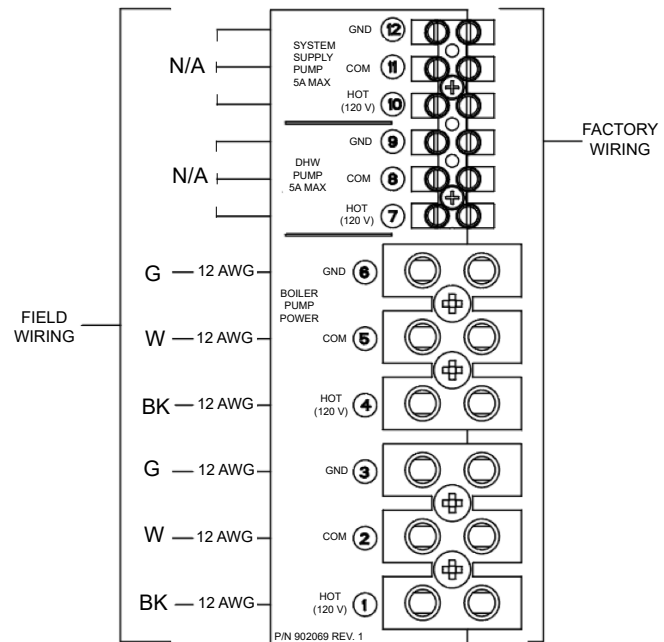 GND 12
SYSTEM
SUPPLY
PUMP
5A MAX
N/A
COM 11
HOT
(120 V) 10
GND 9
FACTORY
WIRING
DHW
PUMP
5A MAX
N/A
COM 8
HOT
(120 V) 7
G 12 AWG
GND 6
BOILER
PUMP
POWER
FIELD
WIRING
W 12 AWG
COM 5
BK 12 AWG
HOT
(120 V) 4
G 12 AWG
GND 3
W 12 AWG
COM 2
BK 12 AWG
HOT
(120 V) 1
P/N 902069 REV. 1